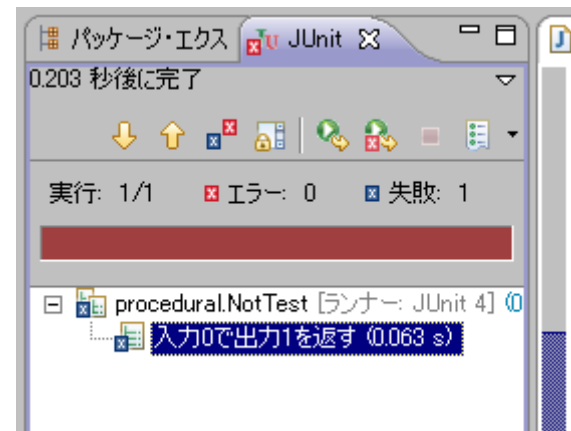 パッケージ・エクス JUnit
0.203 秒後に完了
実行: 1/1 エラー: 0 失敗: 1
procedural.NotTest [ランナー: JUnit 4] (0
入力0で出力1を返す (0.063 s)